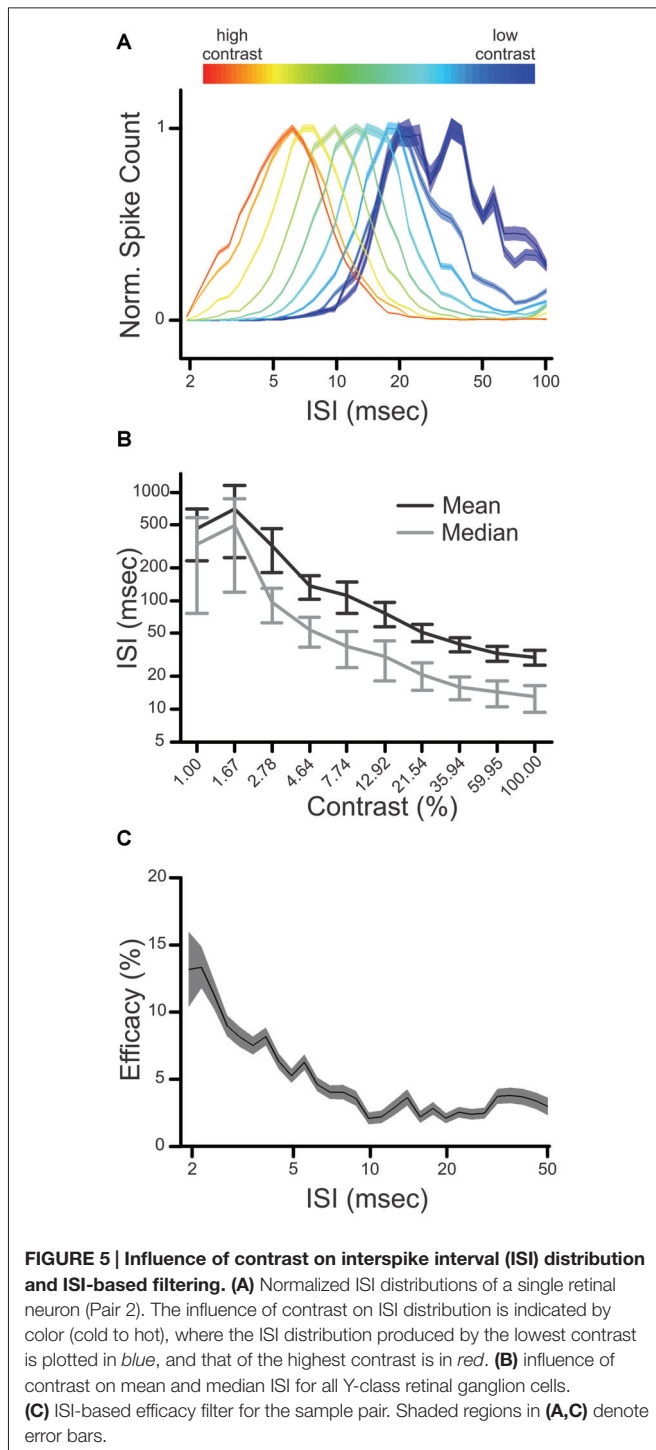 A
high contrast
low contrast
Norm. Spike Count
1
0
2 5 10 20 50 100
ISI (msec)
B
ISI (msec)
1000
500
200
100
50
20
10
5
Mean
Median
1.00 1.67 2.78 4.64 7.74 12.92 21.54 35.94 59.95 100.00
Contrast (%)
C
Efficacy (%)
20
15
10
5
0
2 5 10 20 50
ISI (msec)
FIGURE 5 | Influence of contrast on interspike interval (ISI) distribution
and ISI-based filtering. (A) Normalized ISI distributions of a single retinal
neuron (Pair 2). The influence of contrast on ISI distribution is indicated by
color (cold to hot), where the ISI distribution produced by the lowest contrast
is plotted in blue, and that of the highest contrast is in red. (B) influence of
contrast on mean and median ISI for all Y-class retinal ganglion cells.
(C) ISI-based efficacy filter for the sample pair. Shaded regions in (A,C) denote
error bars.